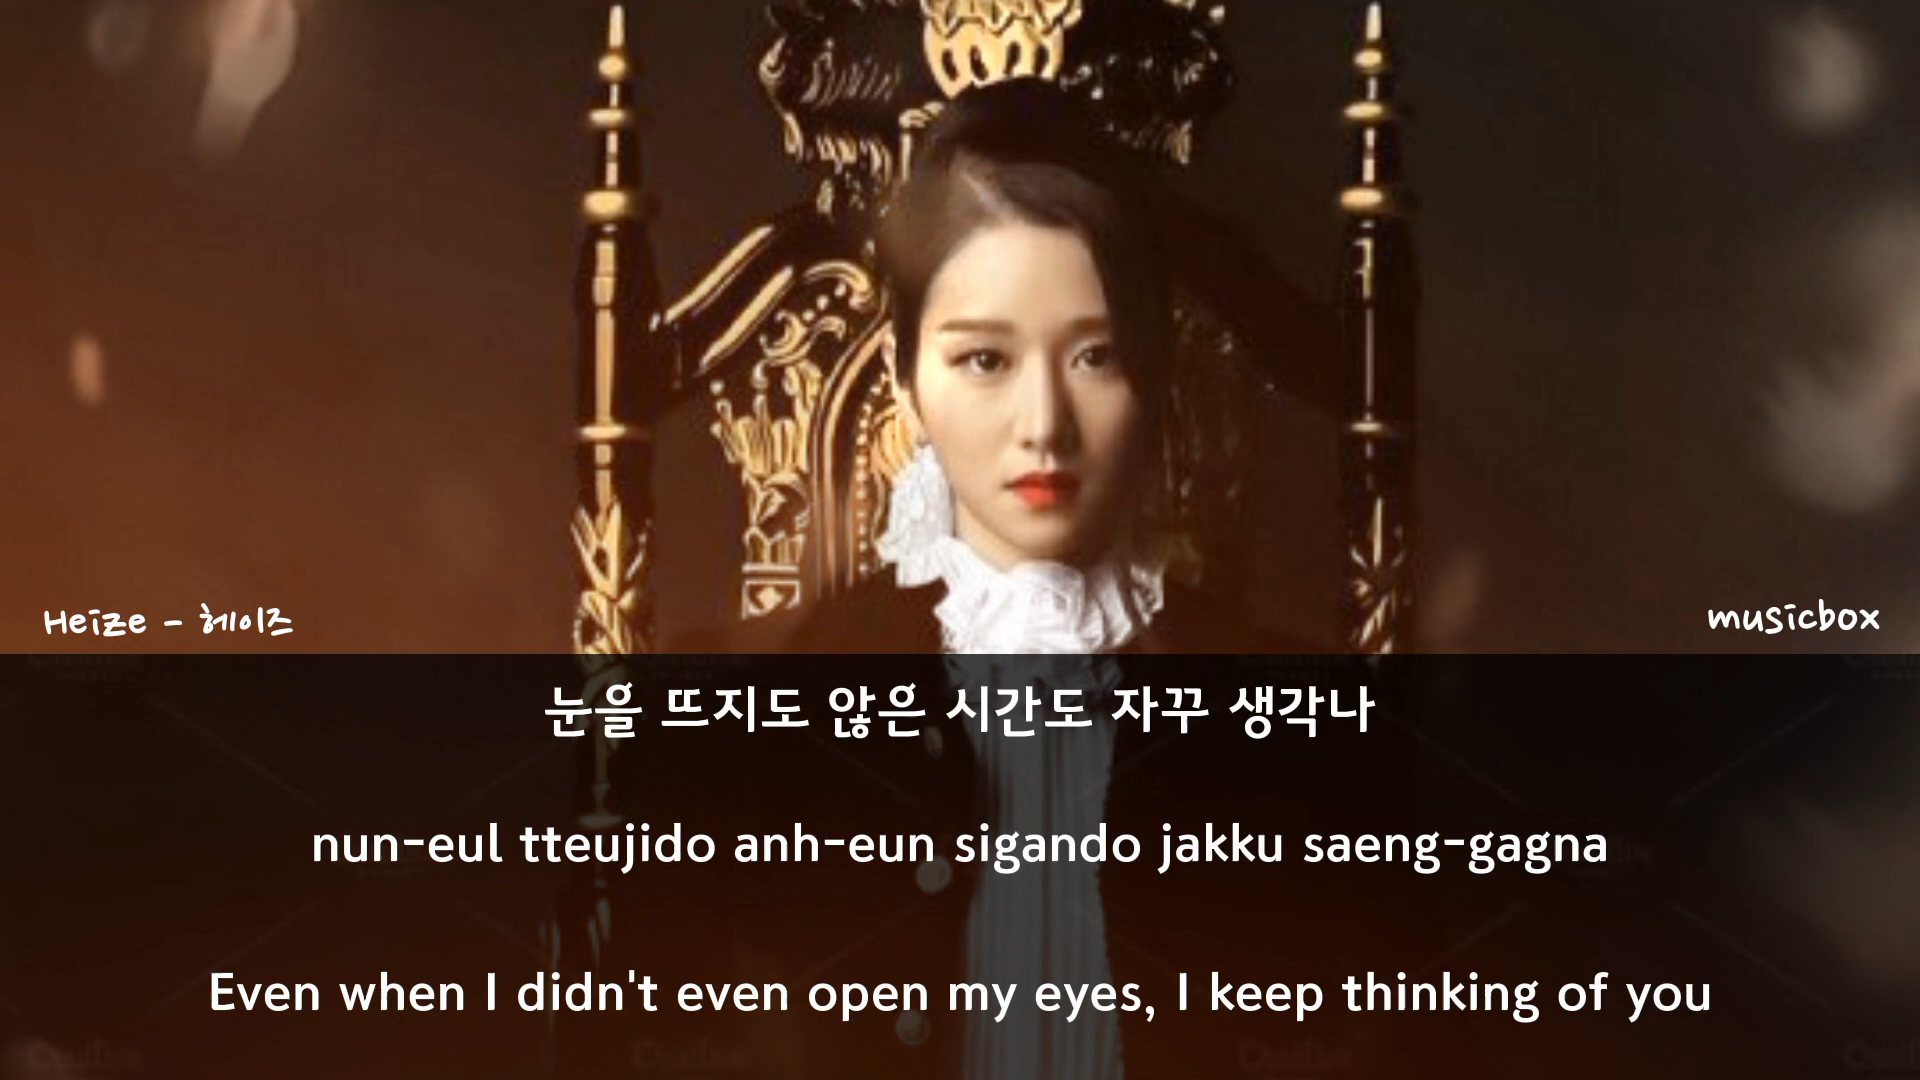 Heize - 헤이즈
musicbox
눈을 뜨지도 않은 시간도 자꾸 생각나
nun-eul tteujido anh-eun sigando jakku saeng-gagna
Even when I didn't even open my eyes, I keep thinking of you